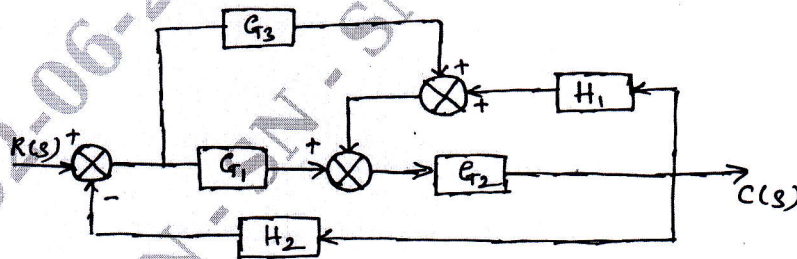 G3
+
+
H1
R(s)
+
G1
+
G2
C(s)
-
H2